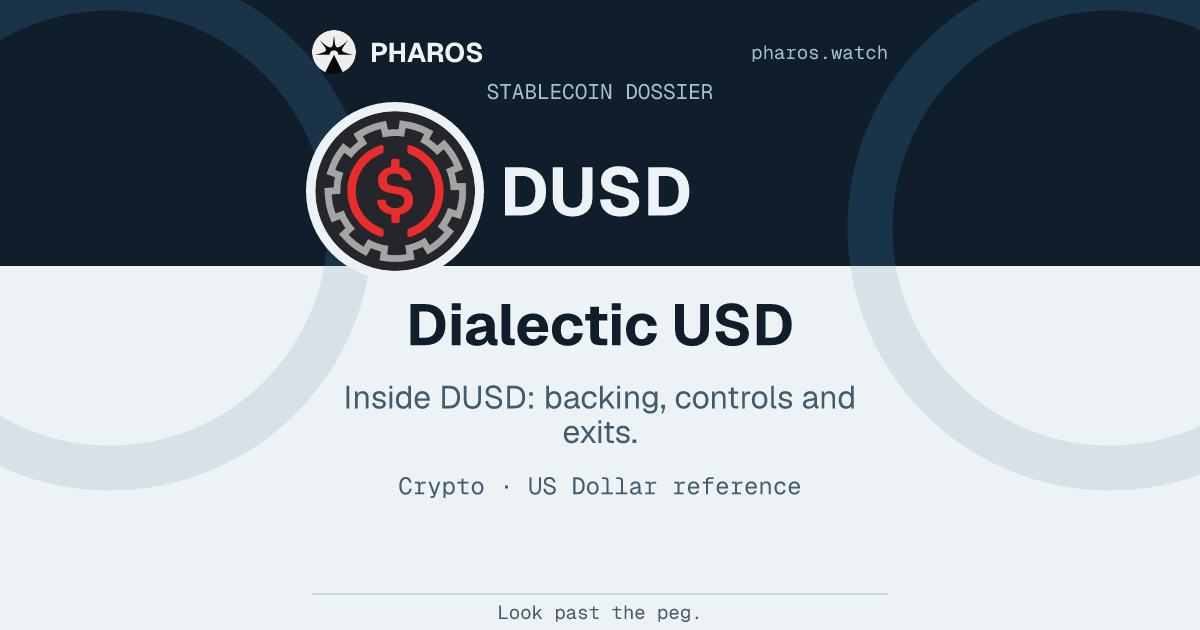 PHAROS
pharos.watch
STABLECOIN DOSSIER
$
DUSD
Dialectic USD
Inside DUSD: backing, controls and
exits.
Crypto · US Dollar reference
Look past the peg.